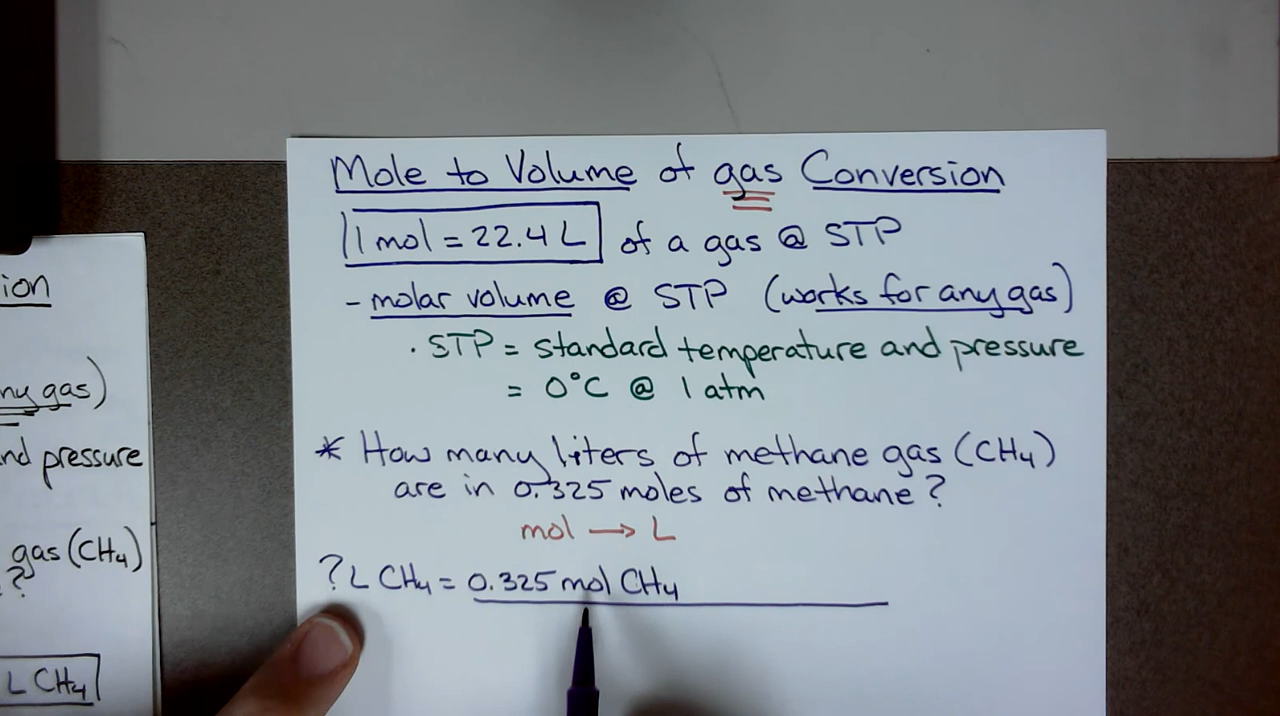 Mole to Volume of gas Conversion
1 mol = 22.4 L of a gas @ STP
- molar volume @ STP (works for any gas)
· STP = standard temperature and pressure
= 0°C @ 1 atm
* How many liters of methane gas (CH4)
are in 0.325 moles of methane?
mol → L
? L CH4 = 0.325 mol CH4
ion
ny gas)
nd pressure
gas (CH4)
?
L CH4